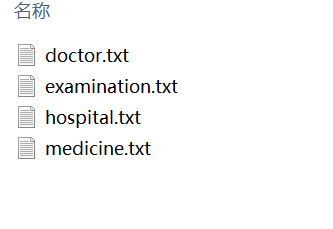 名称
doctor.txt
examination.txt
hospital.txt
medicine.txt